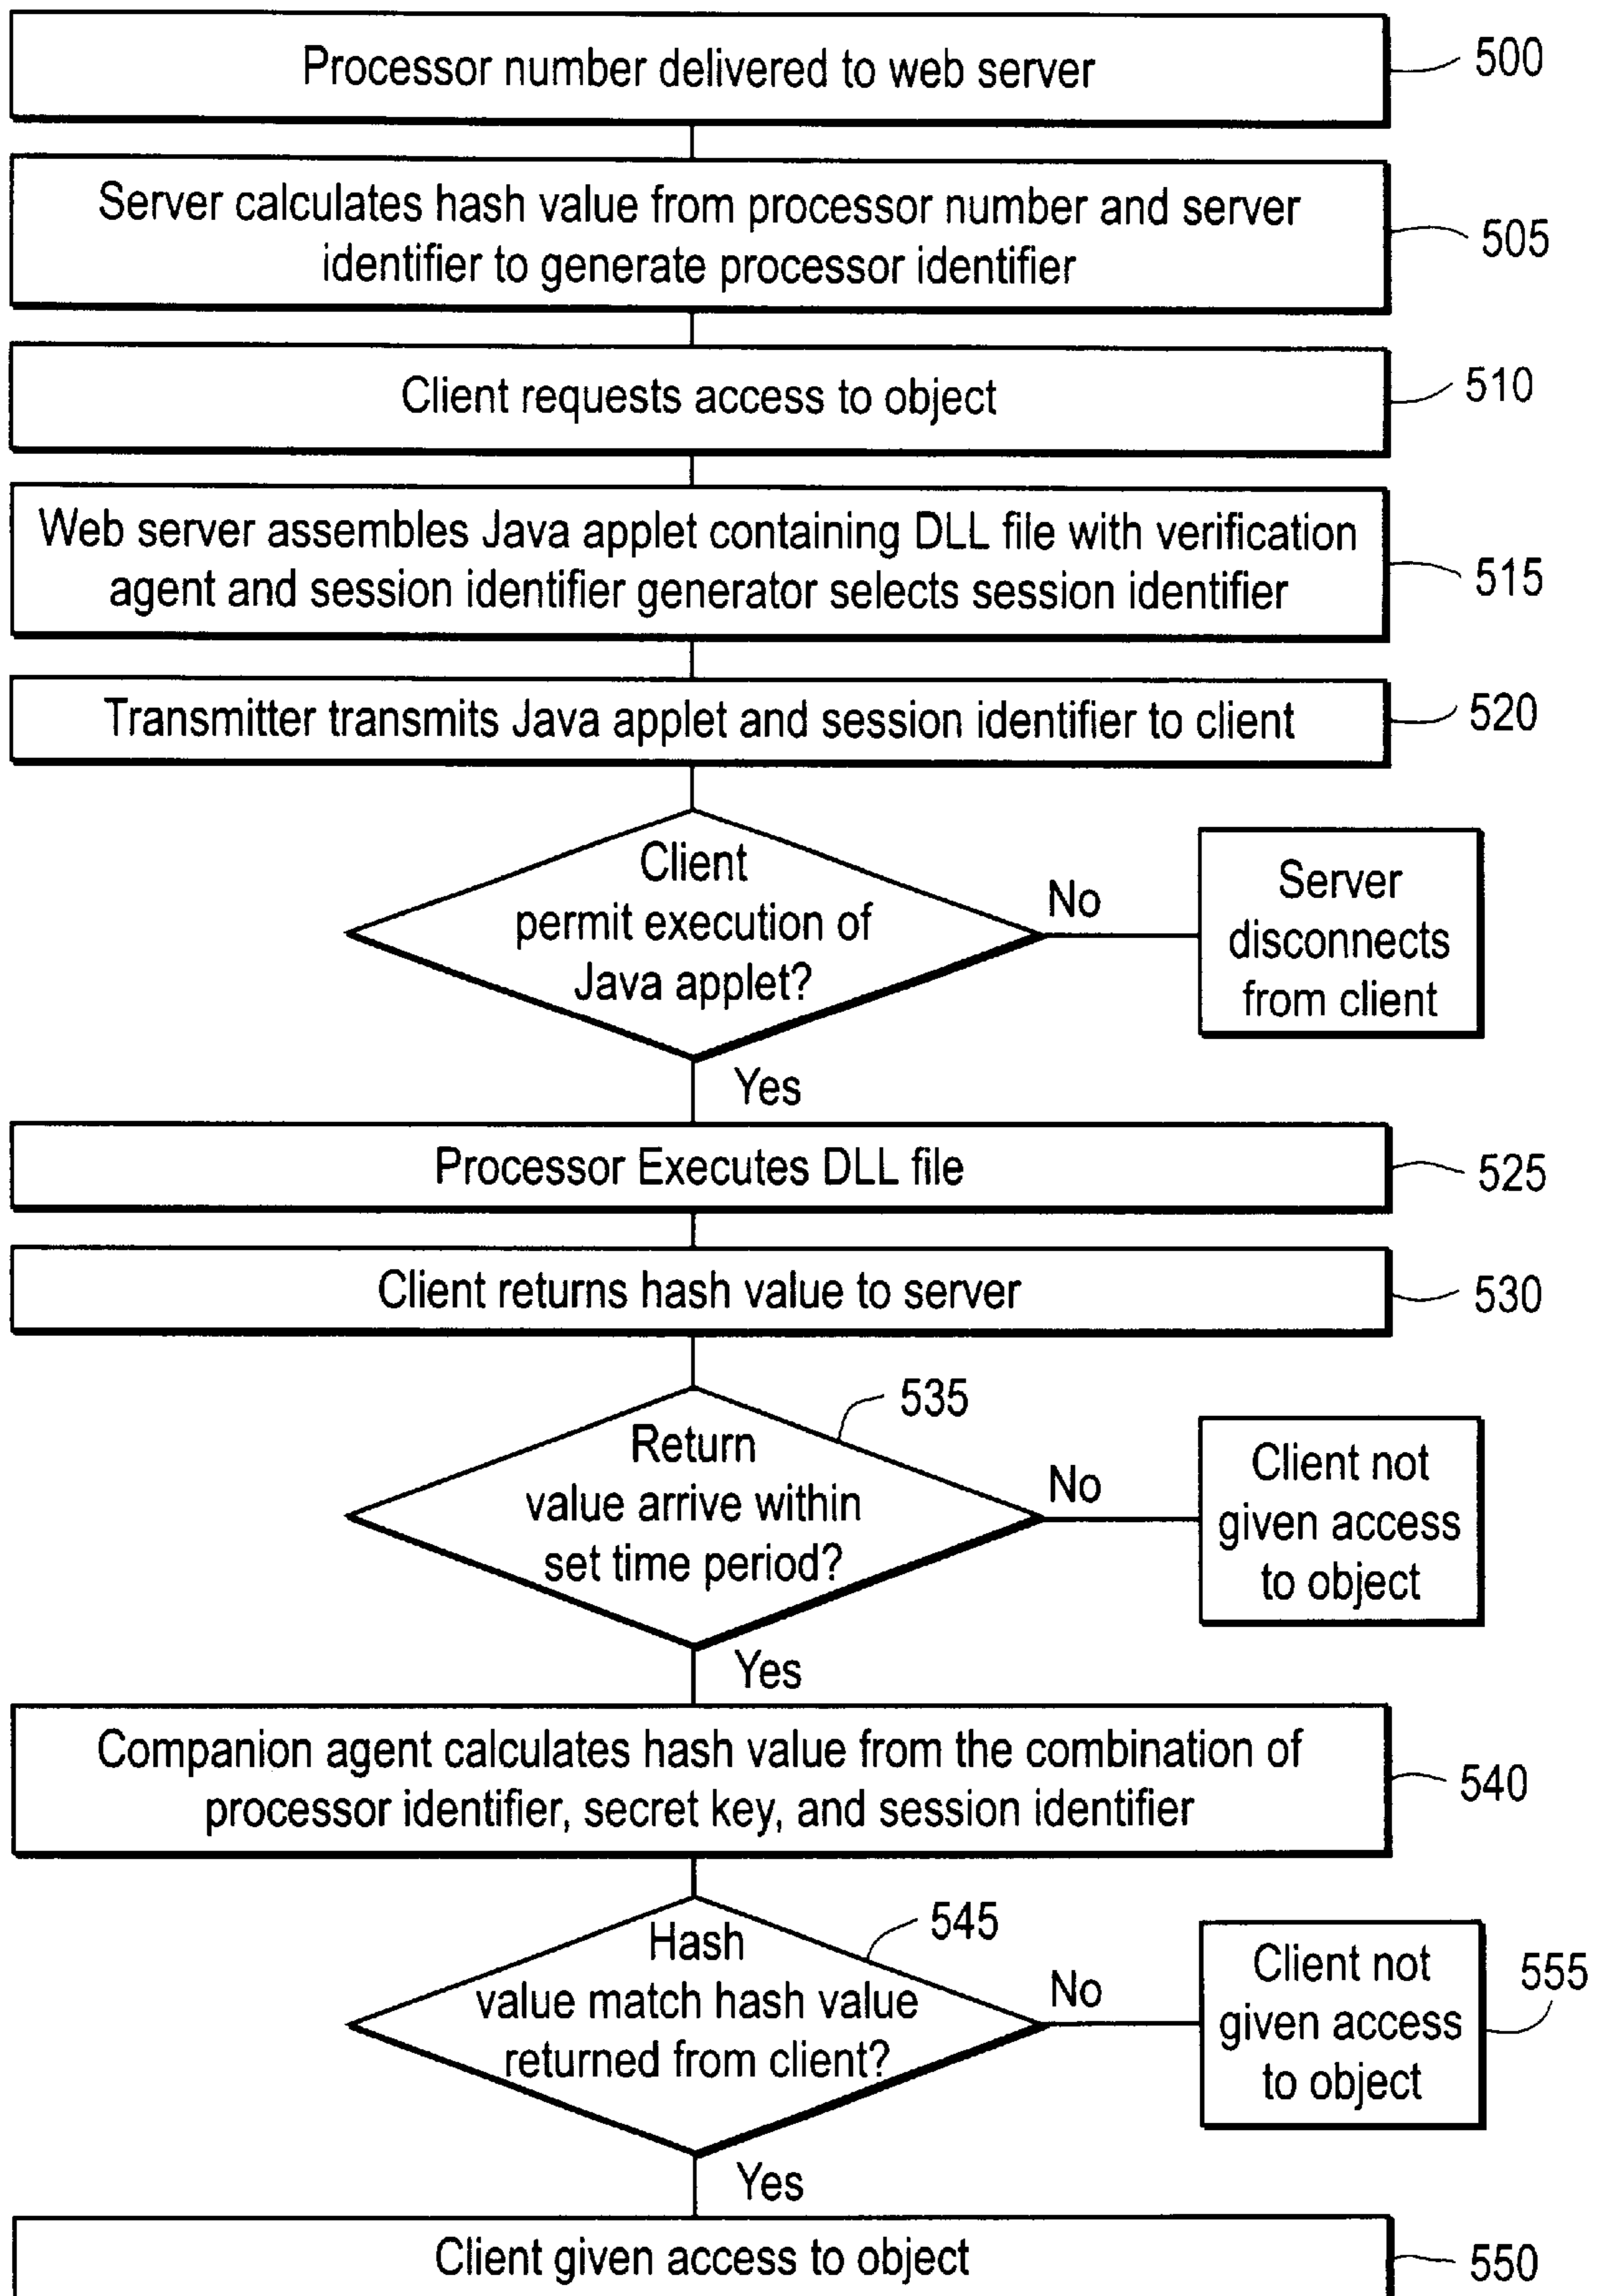 Processor number delivered to web server
500
Server calculates hash value from processor number and server
identifier to generate processor identifier
505
Client requests access to object
510
Web server assembles Java applet containing DLL file with verification
agent and session identifier generator selects session identifier
515
Transmitter transmits Java applet and session identifier to client
520
Client
permit execution of
Java applet?
No
Server
disconnects
from client
Yes
Processor Executes DLL file
525
Client returns hash value to server
530
535
Return
value arrive within
set time period?
No
Client not
given access
to object
Yes
Companion agent calculates hash value from the combination of
processor identifier, secret key, and session identifier
540
545
Hash
value match hash value
returned from client?
No
Client not
given access
to object
555
Yes
Client given access to object
550